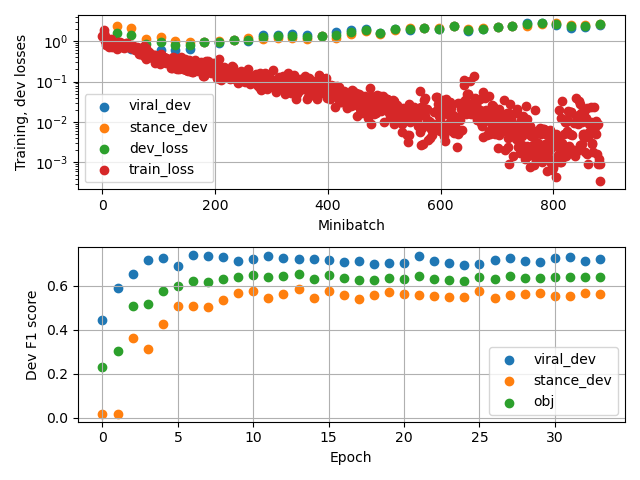 Training, dev losses
10⁰
10⁻¹
10⁻²
10⁻³
viral_dev
stance_dev
dev_loss
train_loss
0 200 400 600 800
Minibatch
Dev F1 score
0.6
0.4
0.2
0.0
viral_dev
stance_dev
obj
0 5 10 15 20 25 30
Epoch